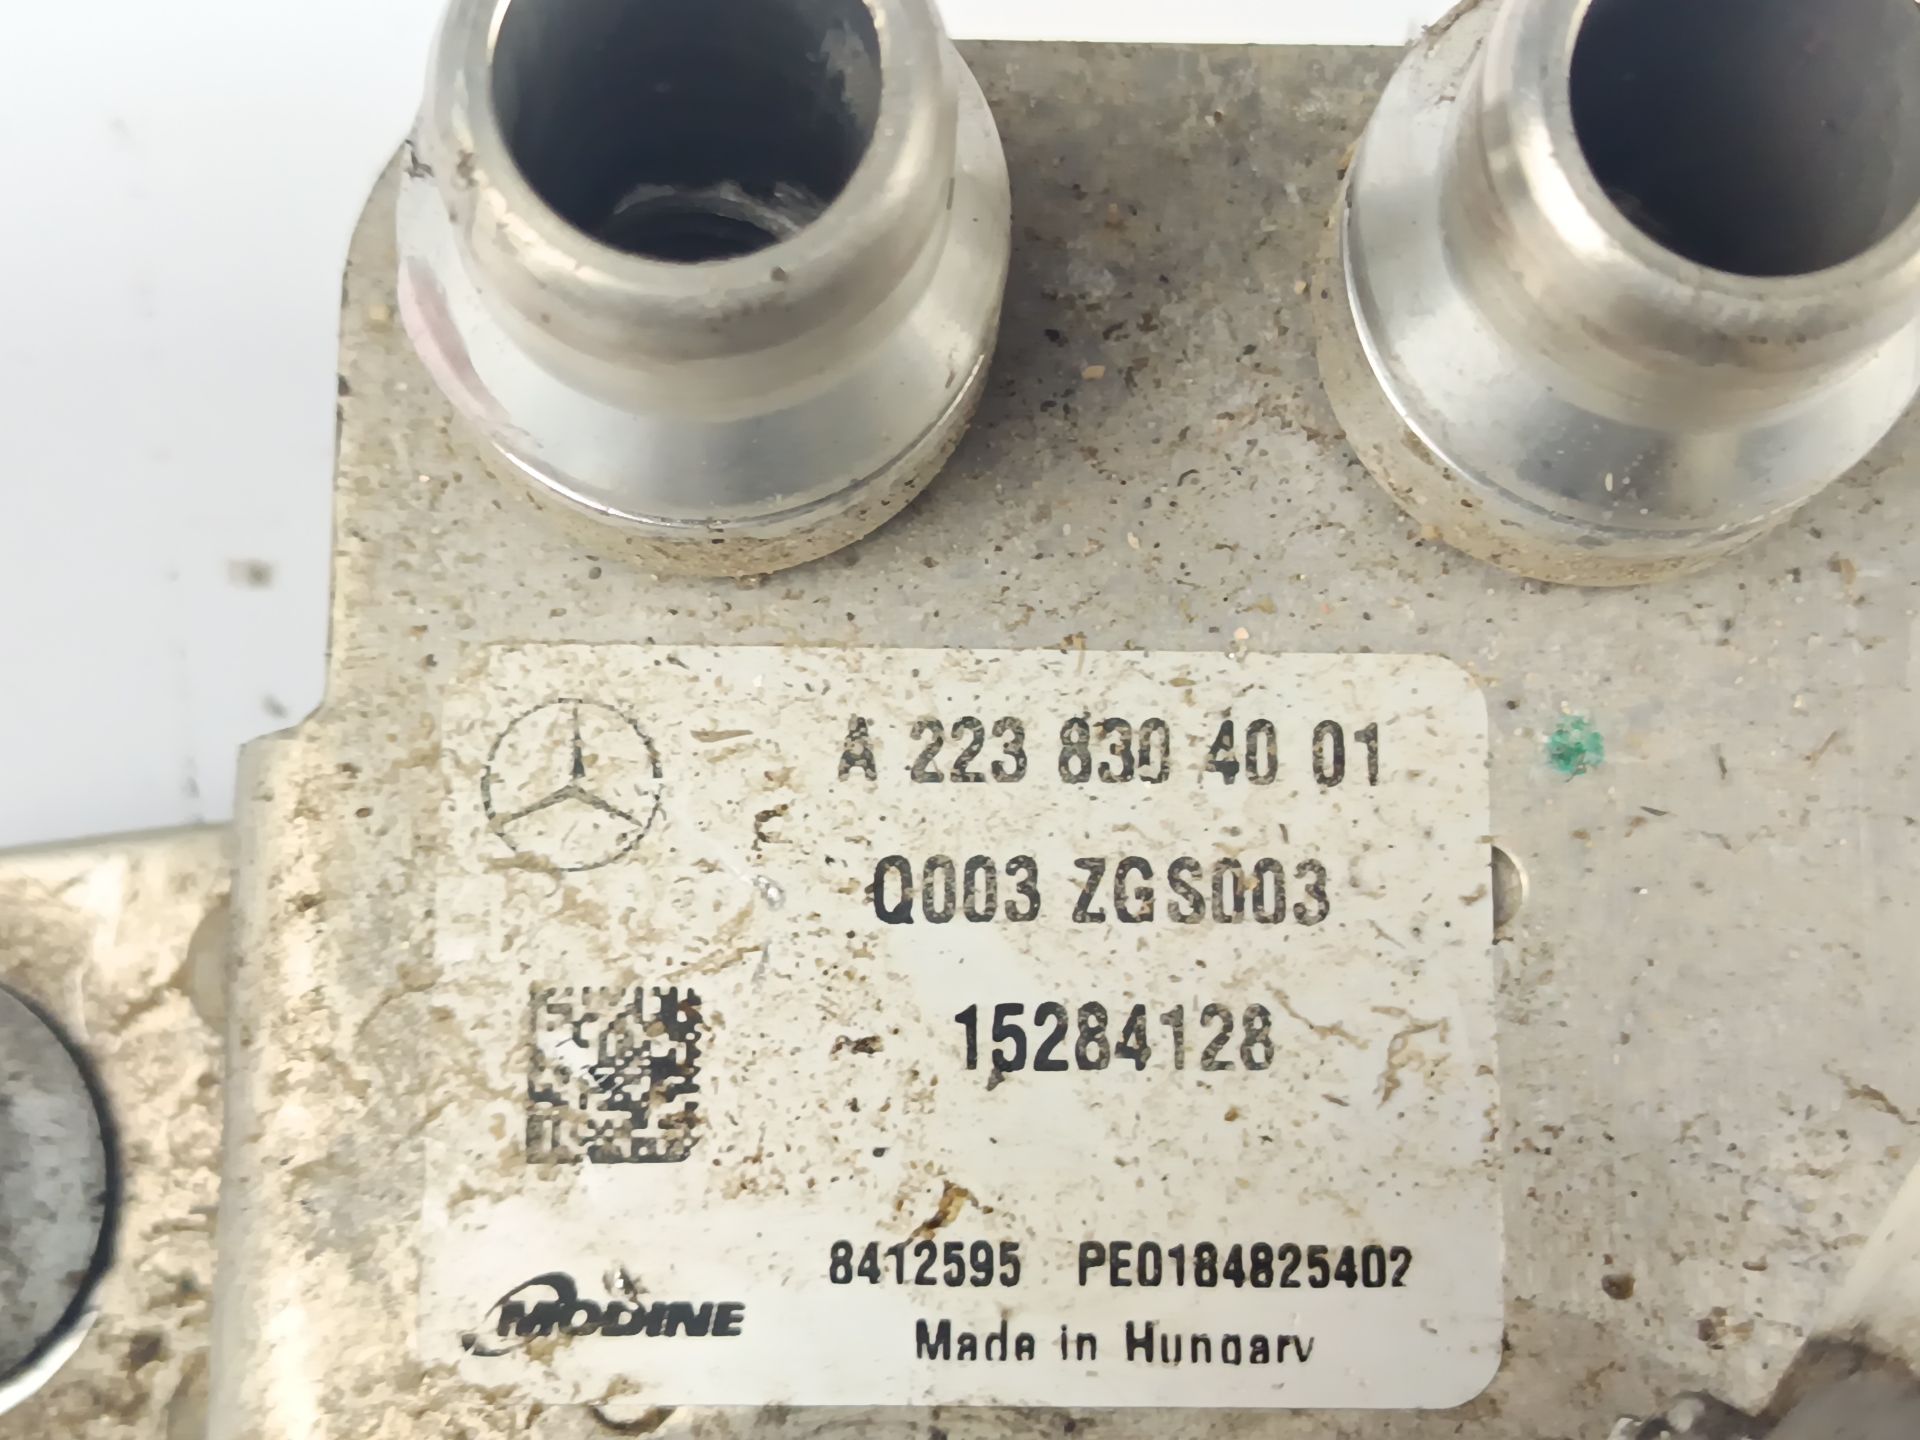 A 223 830 40 01
Q003 ZGS003
15284128
8412595 PE0184825402
MODINE
Made in Hungary